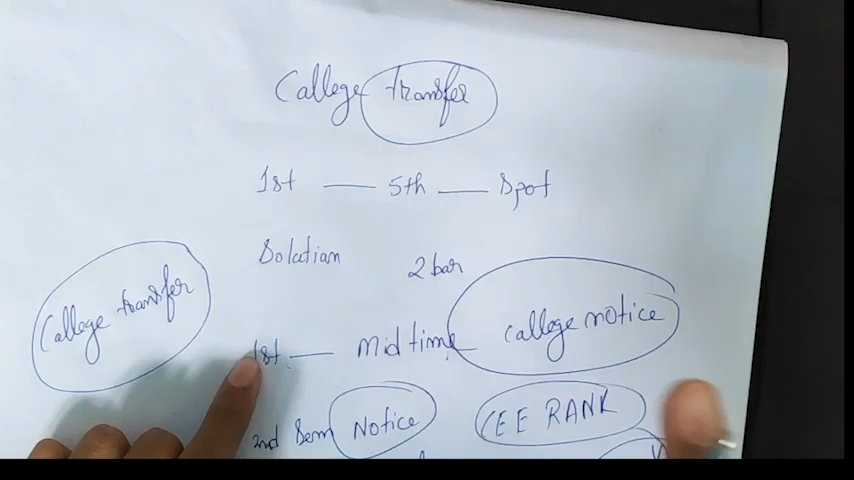 Callege transfer
1st — 5th — Spot
Solution
2 bar
College transfer
1st — Mid time
callege notice
2nd Sem Notice
CEE RANK